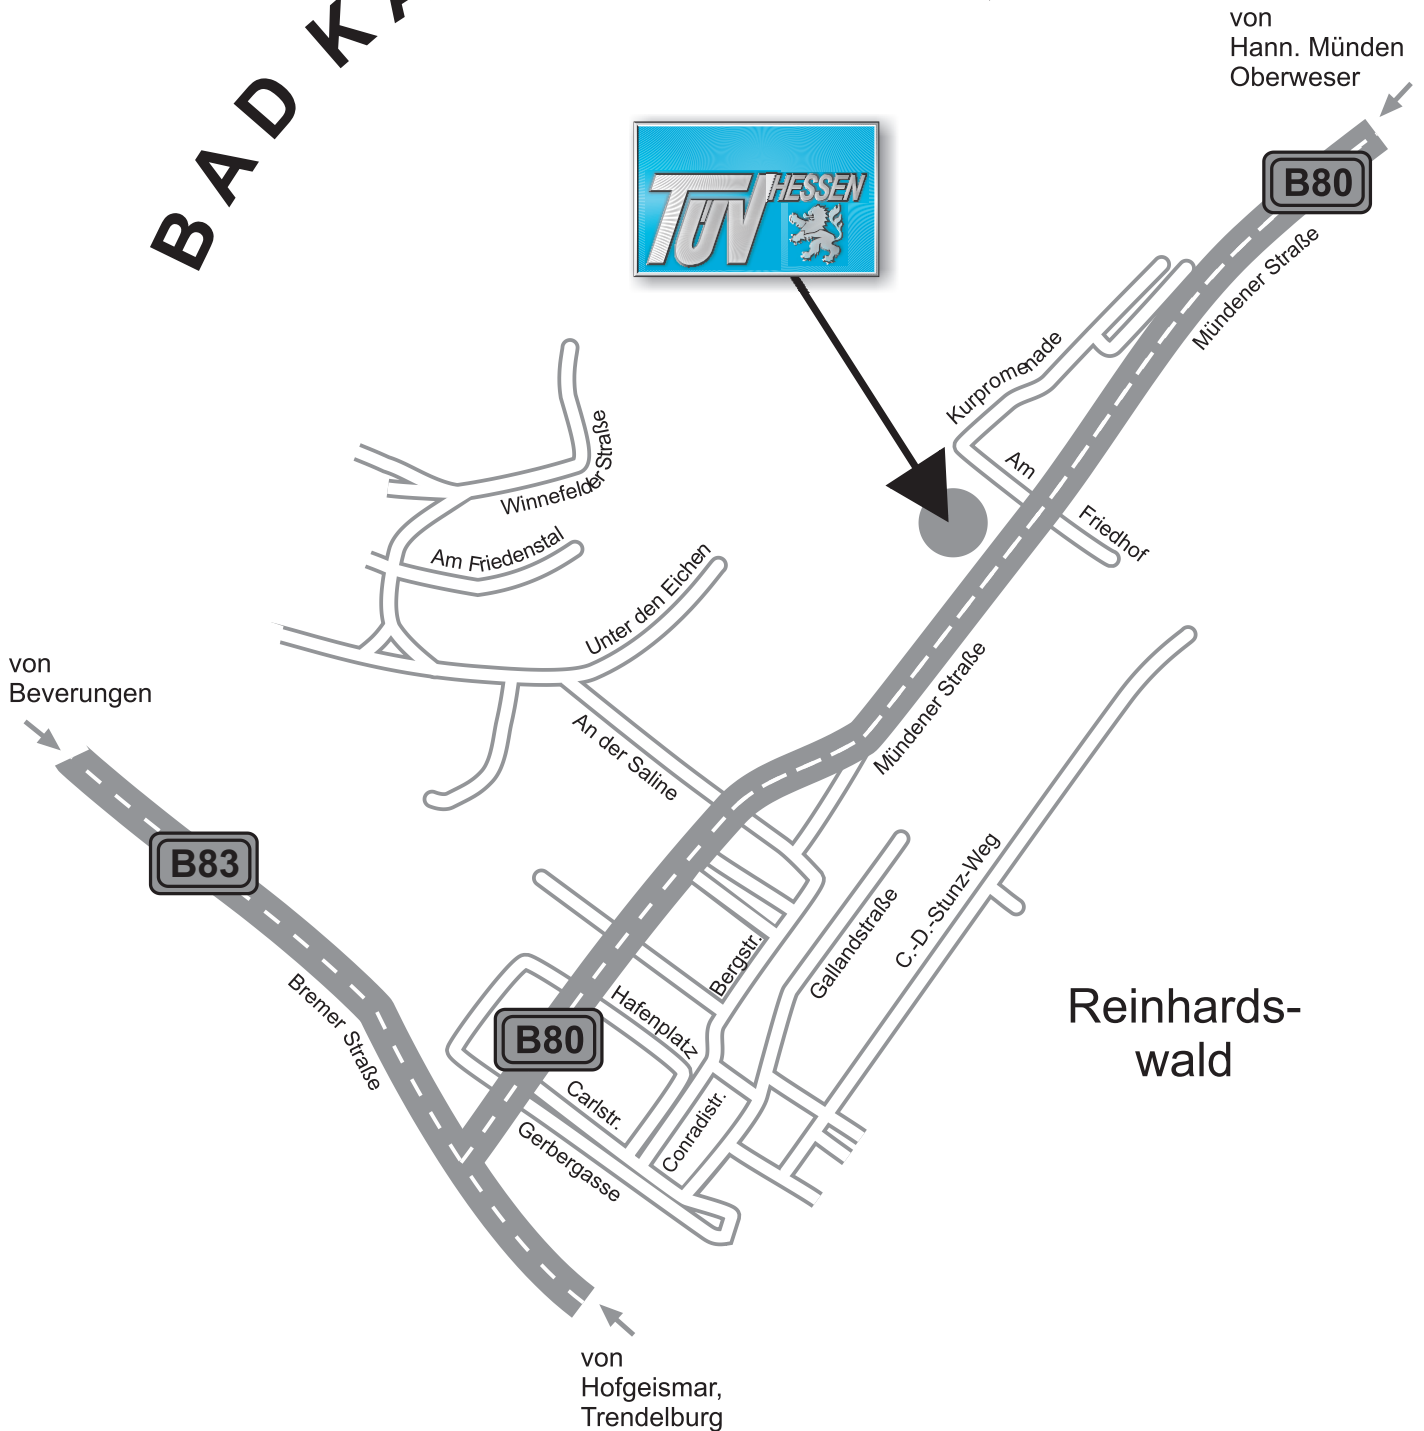 BAD KA
von
Hann. Münden
Oberweser
B80
TÜV HESSEN
Mündener Straße
Kurpromenade
Am
Friedhof
Winnefelder Straße
Am Friedenstal
Unter den Eichen
von
Beverungen
An der Saline
Mündener Straße
B83
C.-D.-Stunz-Weg
Gallandstraße
Bergstr.
Bremer Straße
Hafenplatz
B80
Reinhards-
wald
Carlstr.
Conradistr.
Gerbergasse
von
Hofgeismar,
Trendelburg